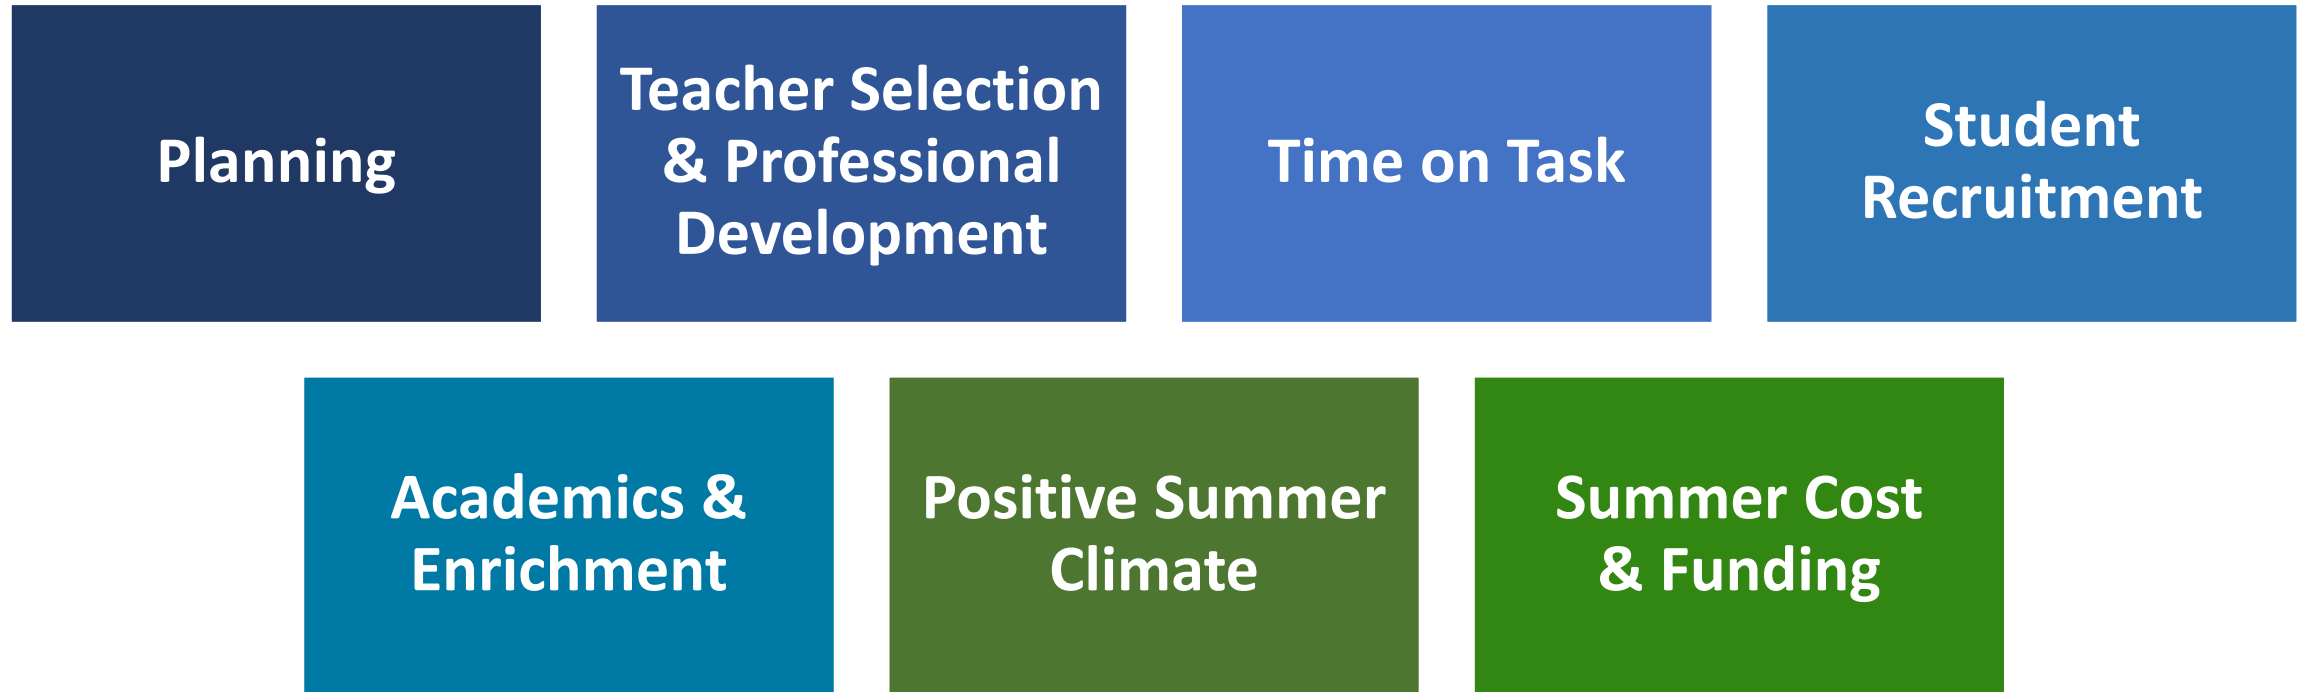 Planning
Teacher Selection
& Professional
Development
Time on Task
Student
Recruitment
Academics &
Enrichment
Positive Summer
Climate
Summer Cost
& Funding